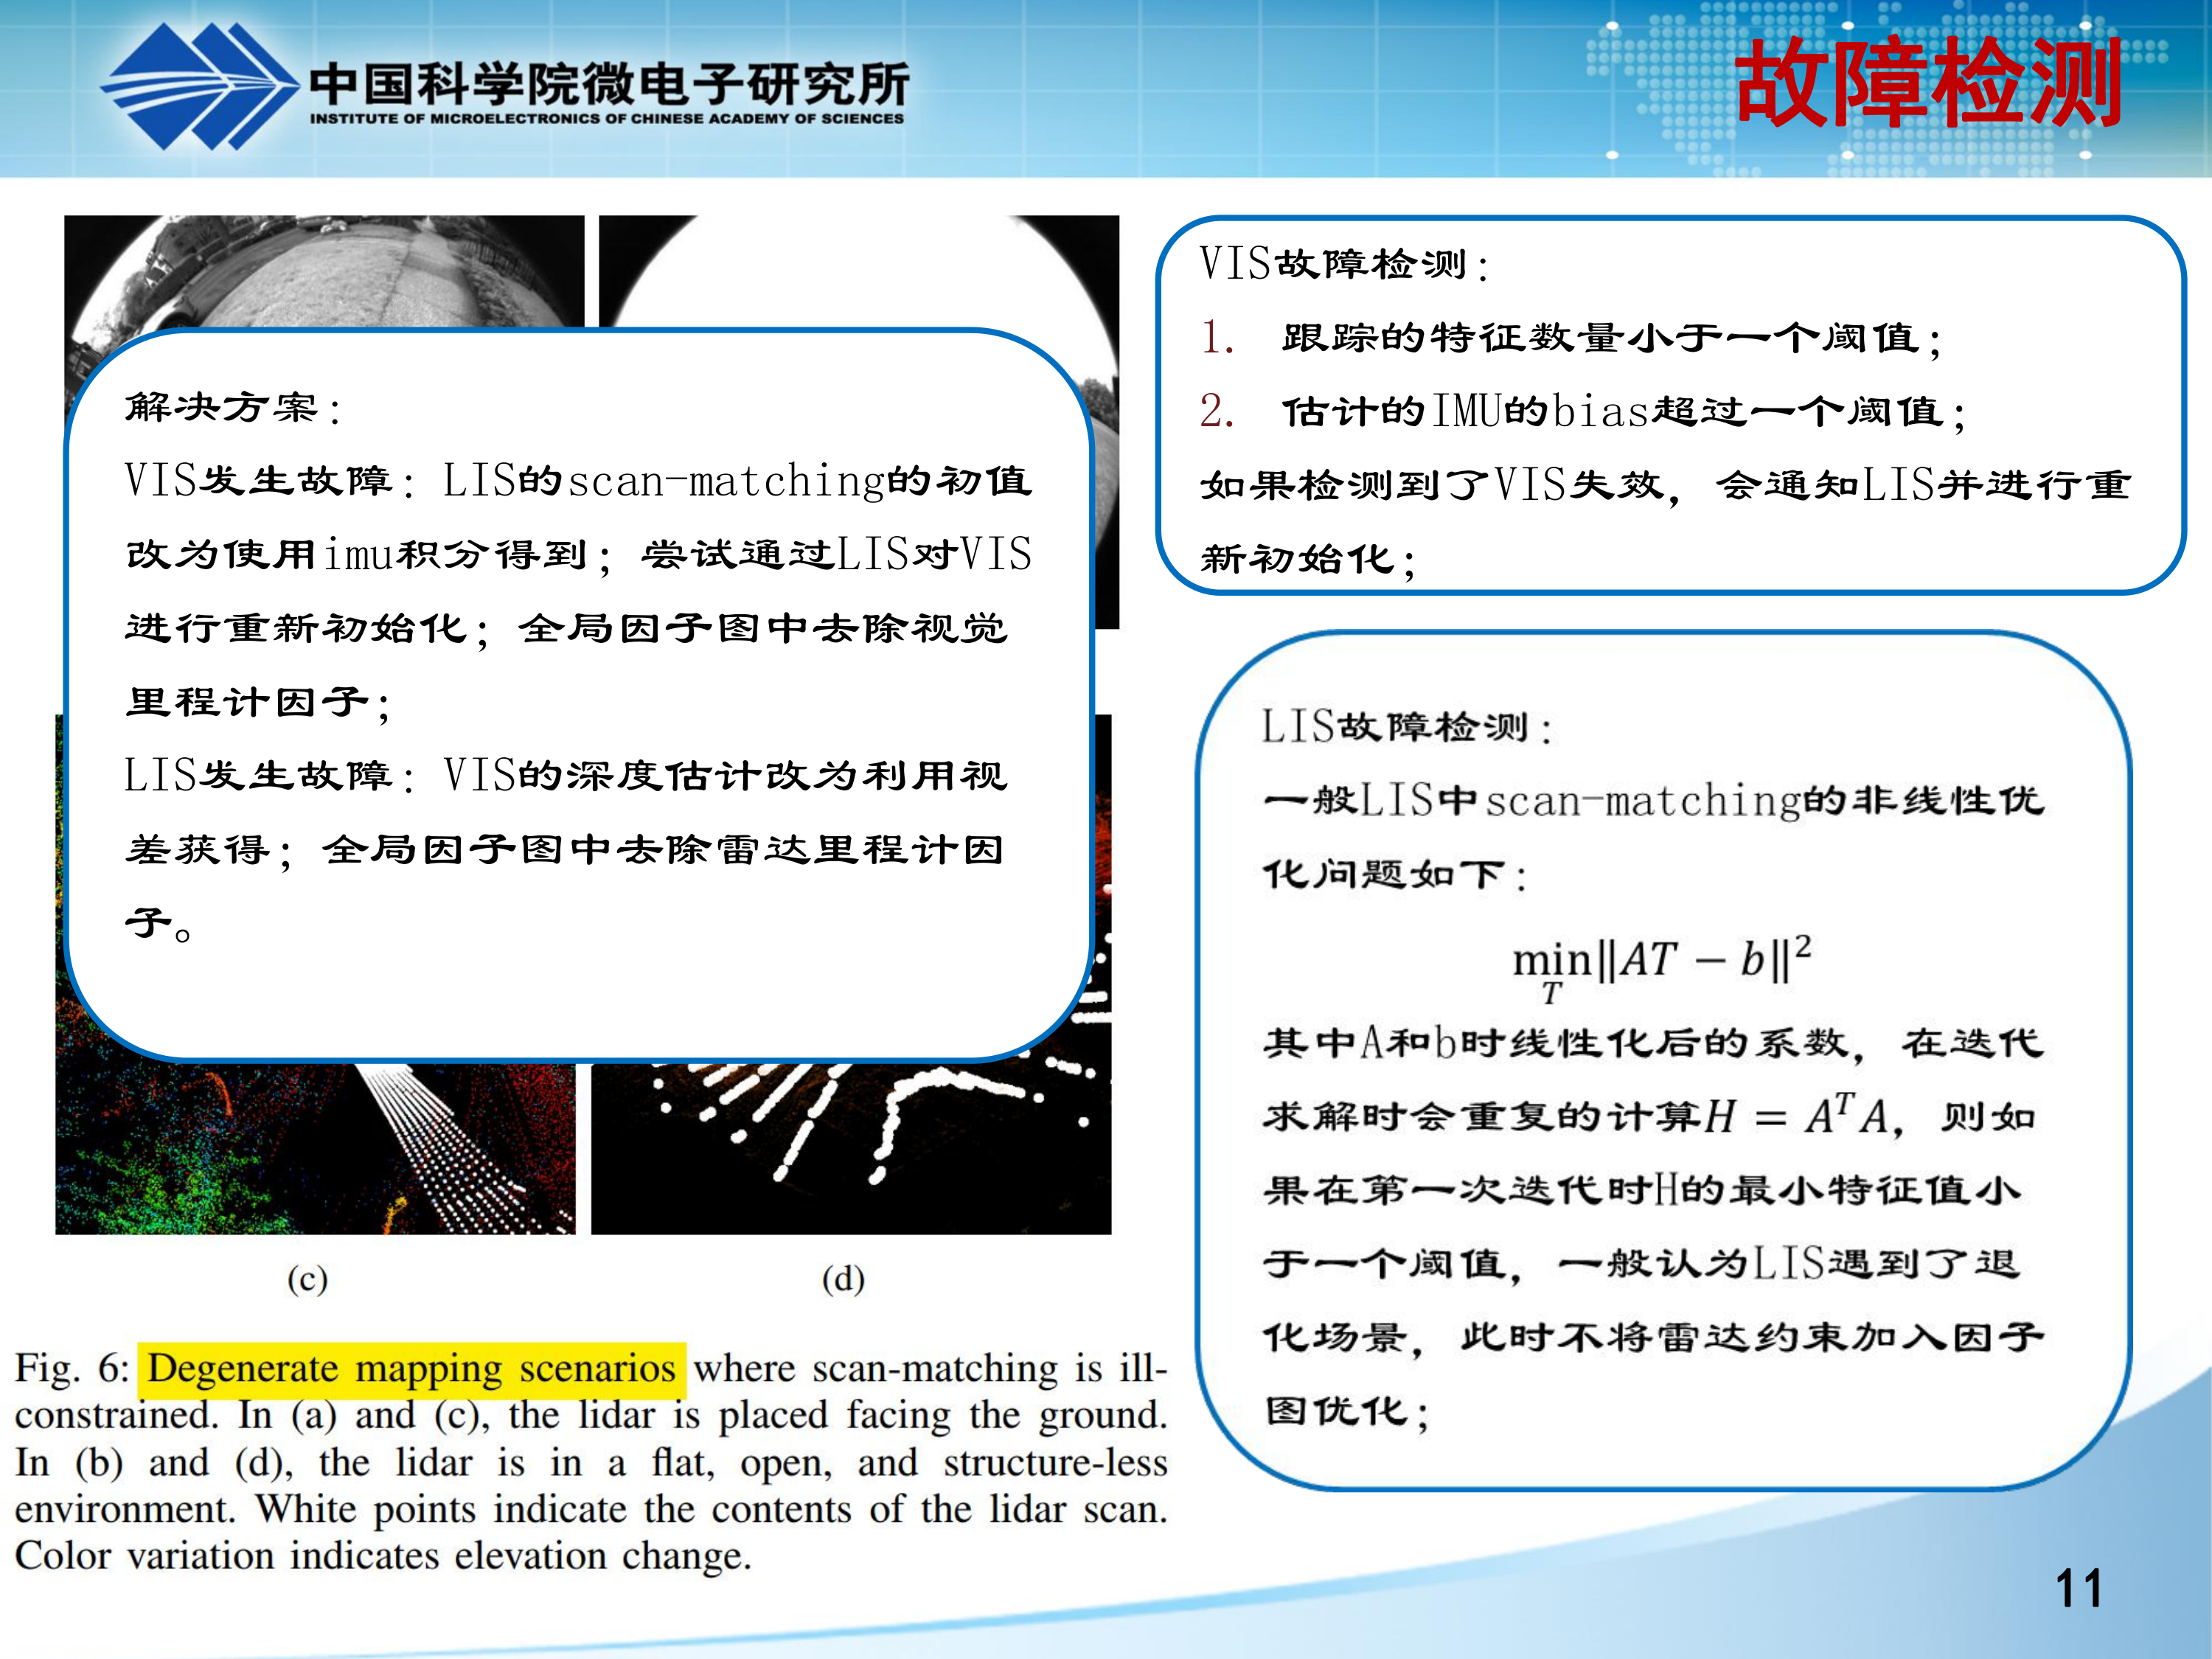 中国科学院微电子研究所
INSTITUTE OF MICROELECTRONICS OF CHINESE ACADEMY OF SCIENCES
故障检测
解决方案：
VIS发生故障：LIS的scan-matching的初值
改为使用imu积分得到；尝试通过LIS对VIS
进行重新初始化；全局因子图中去除视觉
里程计因子；
LIS发生故障：VIS的深度估计改为利用视
差获得；全局因子图中去除雷达里程计因
子。
(c)
(d)
Fig. 6: Degenerate mapping scenarios where scan-matching is ill-
constrained. In (a) and (c), the lidar is placed facing the ground.
In (b) and (d), the lidar is in a flat, open, and structure-less
environment. White points indicate the contents of the lidar scan.
Color variation indicates elevation change.
VIS故障检测：
1. 跟踪的特征数量小于一个阈值；
2. 估计的IMU的bias超过一个阈值；
如果检测到了VIS失效，会通知LIS并进行重
新初始化；
LIS故障检测：
一般LIS中scan-matching的非线性优
化问题如下：
min‖AT − b‖²
T
其中A和b时线性化后的系数，在迭代
求解时会重复的计算H = AᵀA，则如
果在第一次迭代时H的最小特征值小
于一个阈值，一般认为LIS遇到了退
化场景，此时不将雷达约束加入因子
图优化；
11